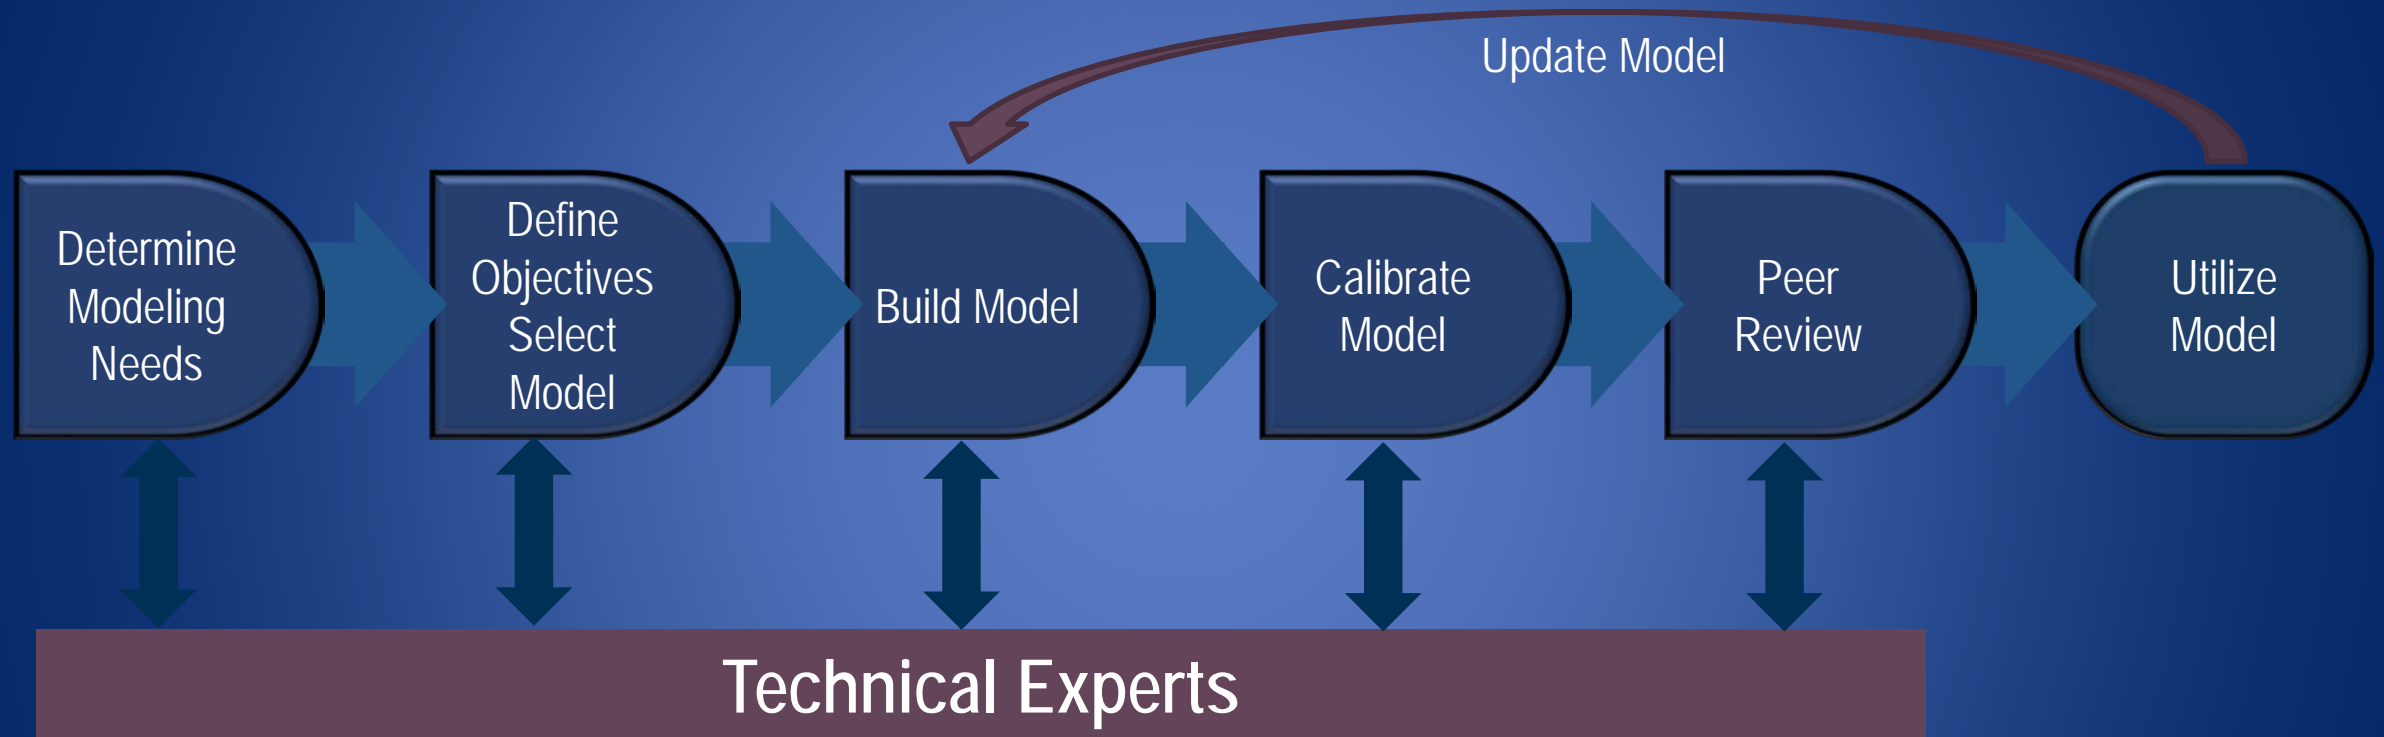 Update Model
Determine
Modeling
Needs
Define
Objectives
Select
Model
Build Model
Calibrate
Model
Peer
Review
Utilize
Model
Technical Experts